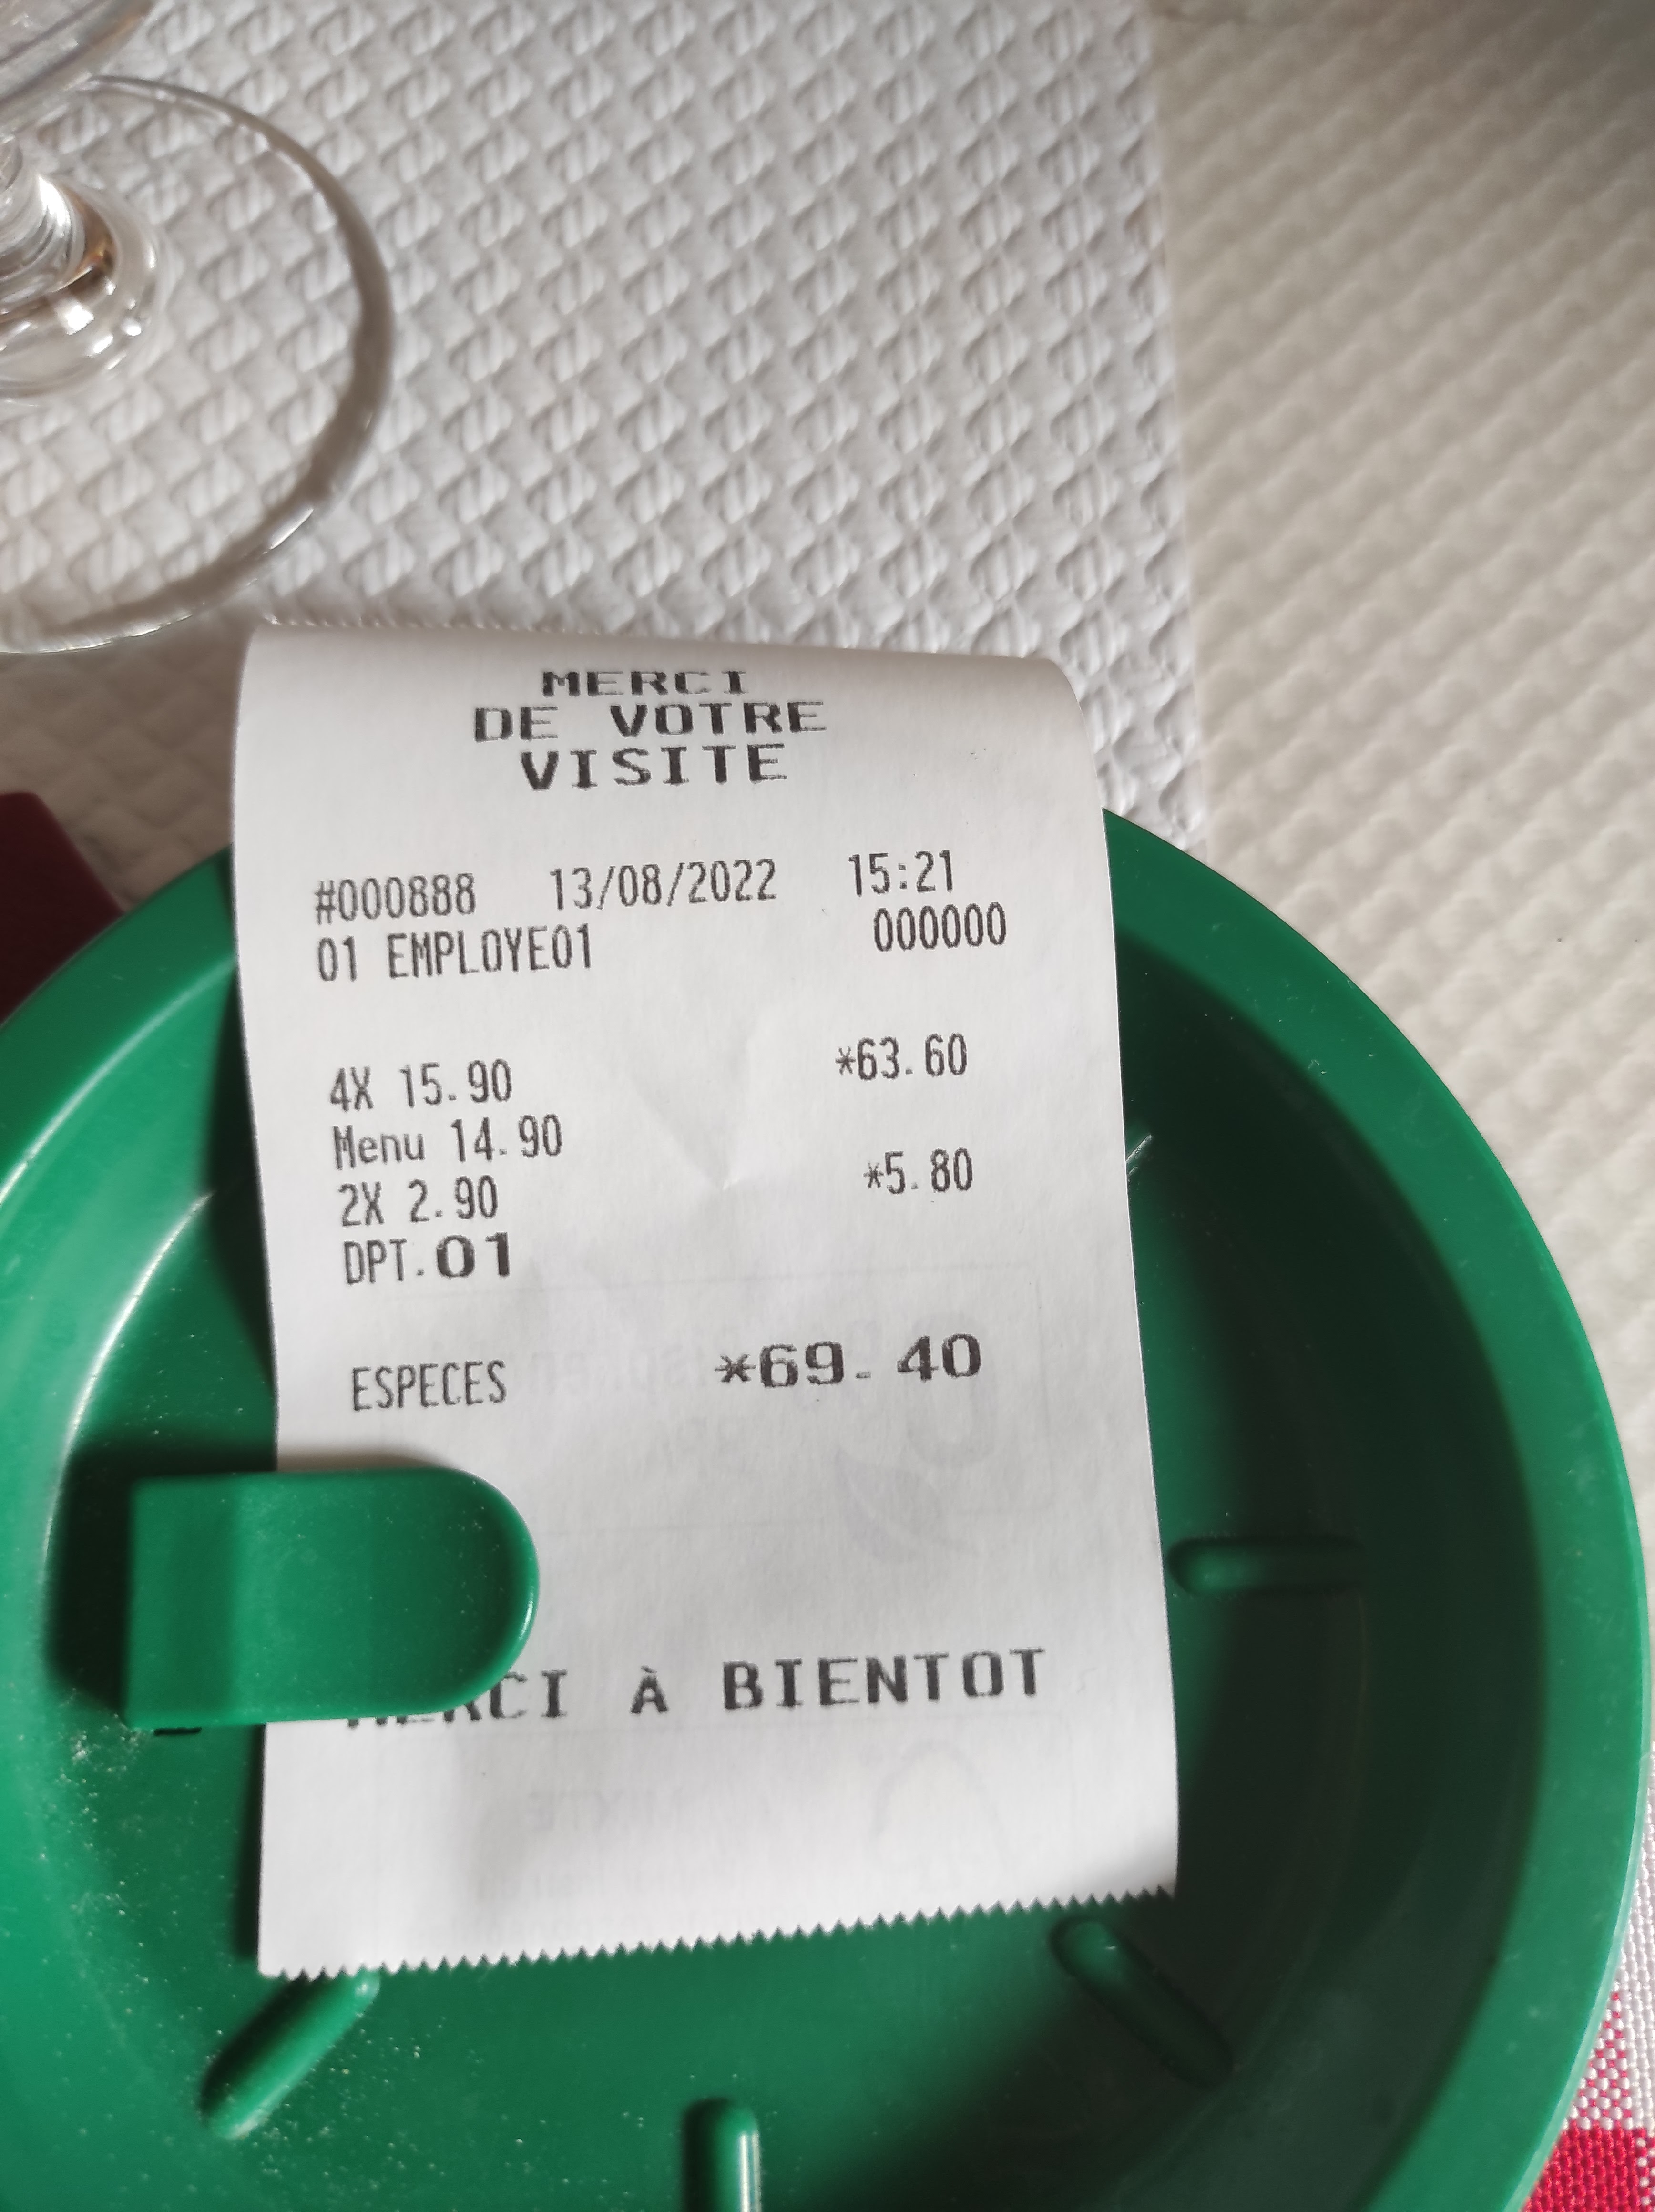 MERCI
DE VOTRE
VISITE
#000888 13/08/2022 15:21
01 EMPLOYE01 000000
4X 15.90 *63.60
Menu 14.90
2X 2.90 *5.80
DPT.01
ESPECES *69.40
MERCI À BIENTOT